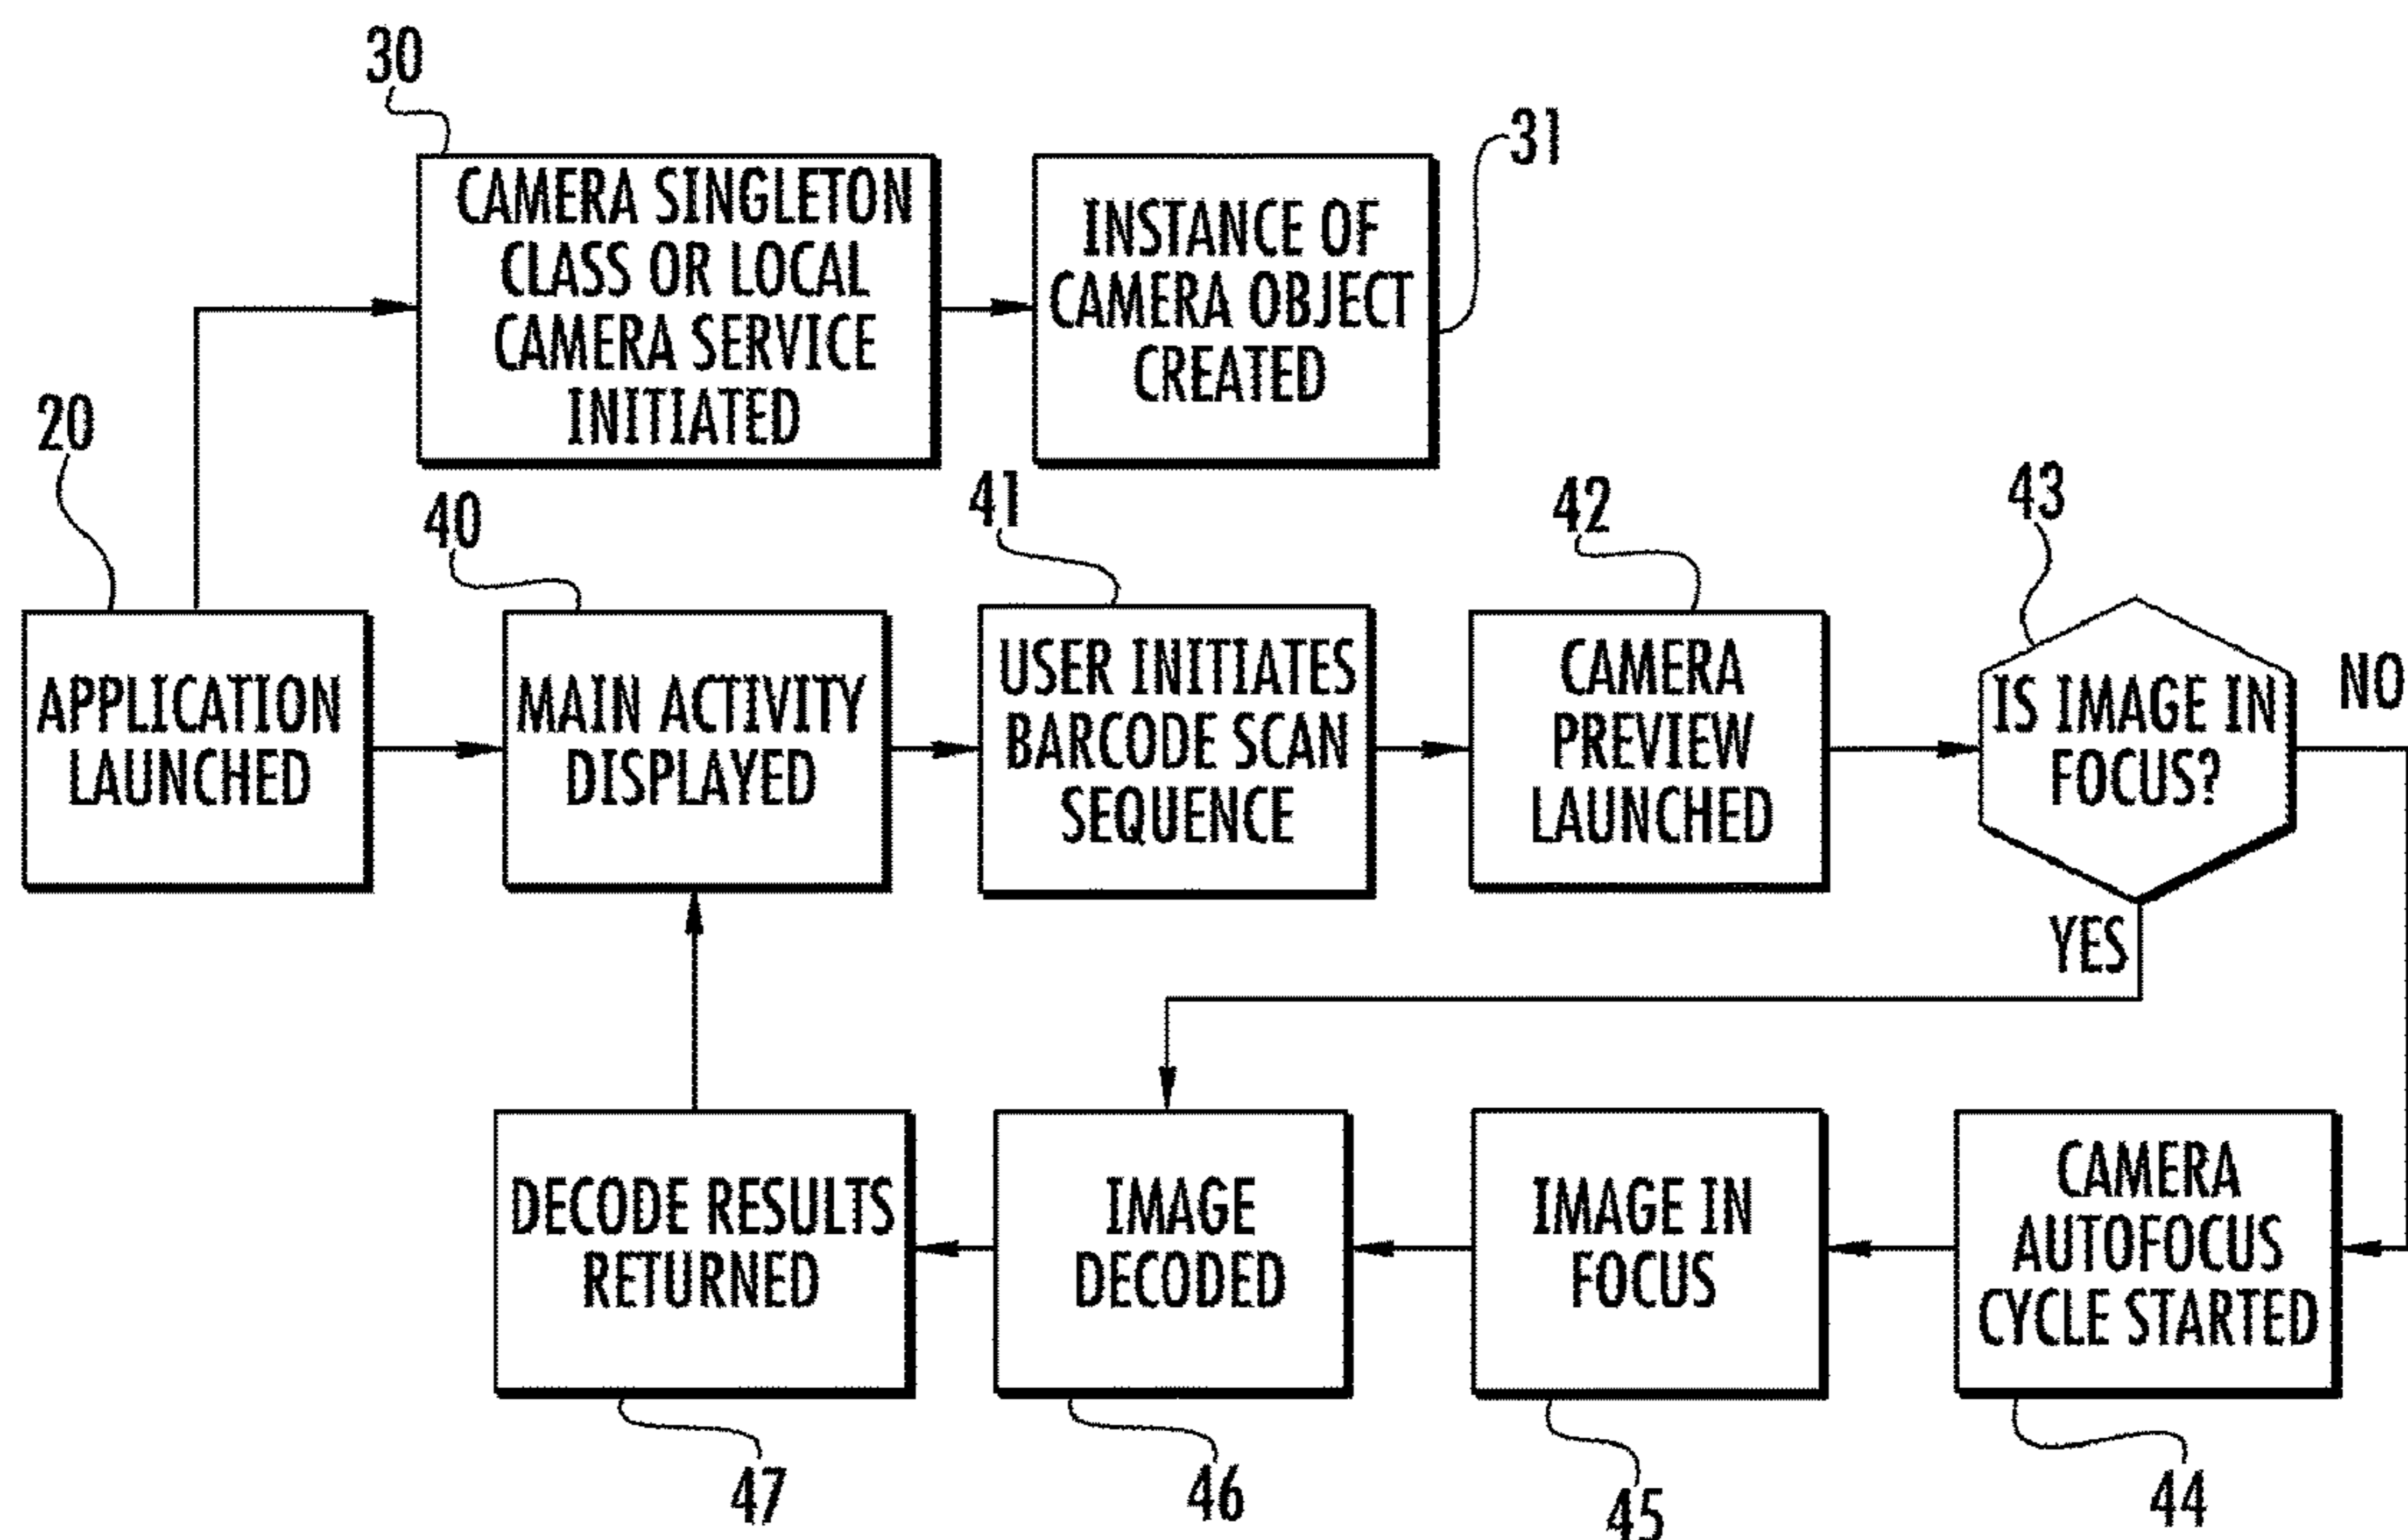 30
31
CAMERA SINGLETON
CLASS OR LOCAL
CAMERA SERVICE
INITIATED
INSTANCE OF
CAMERA OBJECT
CREATED
20
40
41
42
43
APPLICATION
LAUNCHED
MAIN ACTIVITY
DISPLAYED
USER INITIATES
BARCODE SCAN
SEQUENCE
CAMERA
PREVIEW
LAUNCHED
IS IMAGE IN
FOCUS?
NO
YES
DECODE RESULTS
RETURNED
IMAGE
DECODED
IMAGE IN
FOCUS
CAMERA
AUTOFOCUS
CYCLE STARTED
47
46
45
44